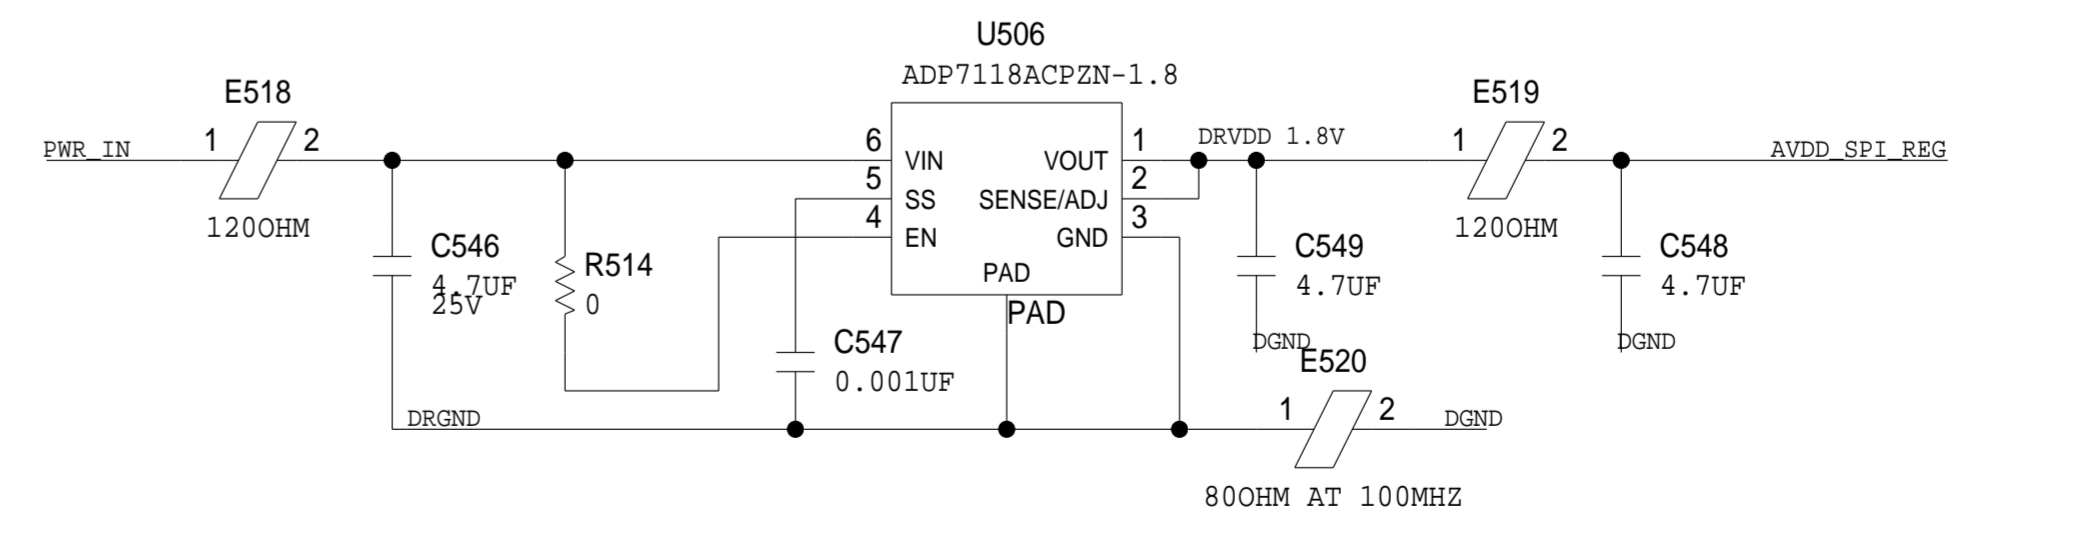 U506
ADP7118ACPZN-1.8
E518
E519
PWR_IN
1
2
6
VIN
VOUT
1
DRVDD 1.8V
1
2
AVDD_SPI_REG
5
SS
SENSE/ADJ
2
4
EN
GND
3
120OHM
120OHM
C546
4.7UF
25V
R514
0
PAD
PAD
C549
4.7UF
C548
4.7UF
C547
0.001UF
DGND
DGND
E520
DRGND
1
2
DGND
80OHM AT 100MHZ